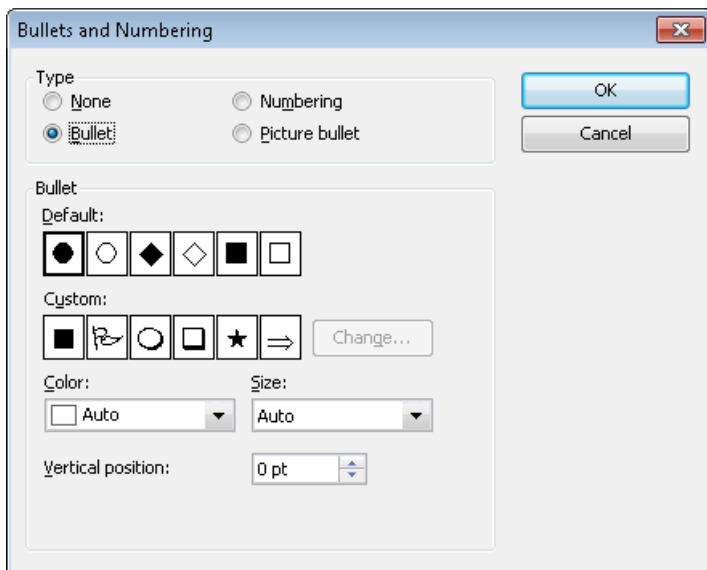 Bullets and Numbering
Type
None
Numbering
OK
Bullet
Picture bullet
Cancel
Bullet
Default:
Custom:
Change...
Color:
Size:
Auto
Auto
Vertical position:
0 pt